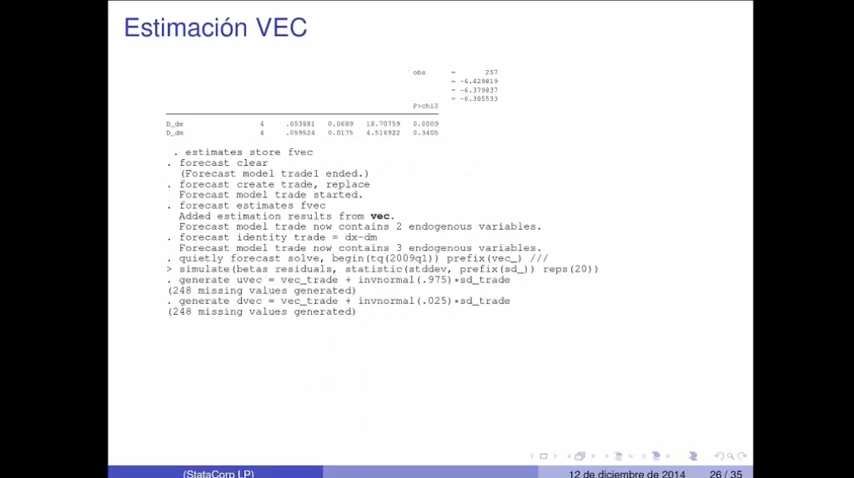 Estimación VEC
obs = 257
= -6.429819
= -6.379837
= -6.305533
P>chi2
D_dx 4 .053881 0.0689 18.70759 0.0009
D_dm 4 .059524 0.0175 4.516922 0.3405
. estimates store fvec
. forecast clear
(Forecast model trade1 ended.)
. forecast create trade, replace
Forecast model trade started.
. forecast estimates fvec
Added estimation results from vec.
Forecast model trade now contains 2 endogenous variables.
. forecast identity trade = dx-dm
Forecast model trade now contains 3 endogenous variables.
. quietly forecast solve, begin(tq(2009q1)) prefix(vec_) ///
> simulate(betas residuals, statistic(stddev, prefix(sd_)) reps(20))
. generate uvec = vec_trade + invnormal(.975)*sd_trade
(248 missing values generated)
. generate dvec = vec_trade + invnormal(.025)*sd_trade
(248 missing values generated)
(StataCorp LP)
12 de diciembre de 2014
26 / 35